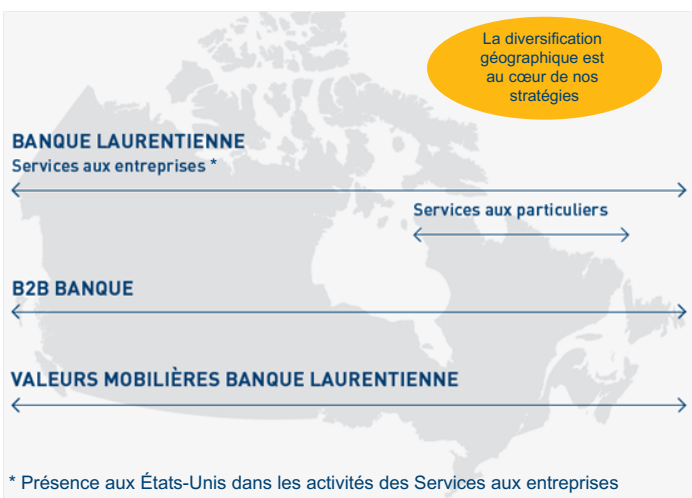 La diversification
géographique est
au cœur de nos
stratégies
BANQUE LAURENTIENNE
Services aux entreprises *
Services aux particuliers
B2B BANQUE
VALEURS MOBILIÈRES BANQUE LAURENTIENNE
* Présence aux États-Unis dans les activités des Services aux entreprises